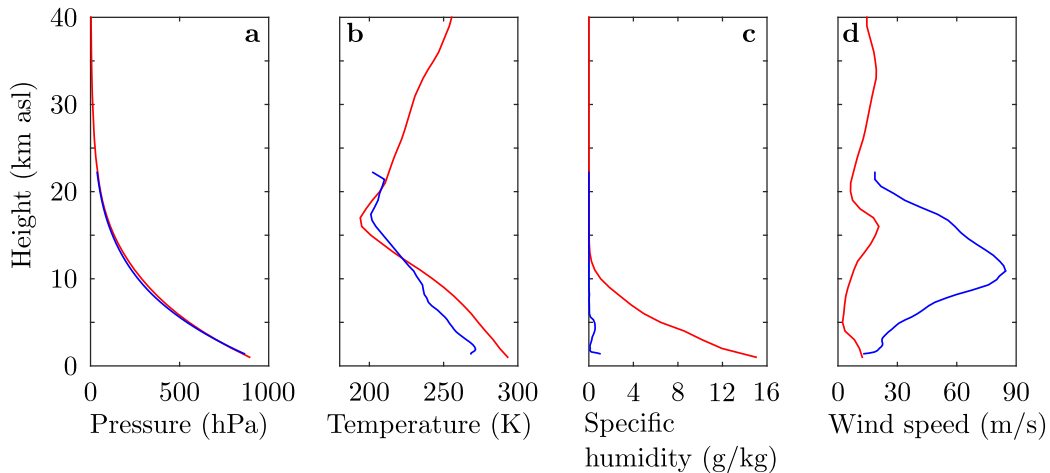 Height (km asl)
40
30
20
10
0
a
b
c
d
0 500 1000
200 250 300
0 4 8 12 16
0 30 60 90
Pressure (hPa)
Temperature (K)
Specific
humidity (g/kg)
Wind speed (m/s)